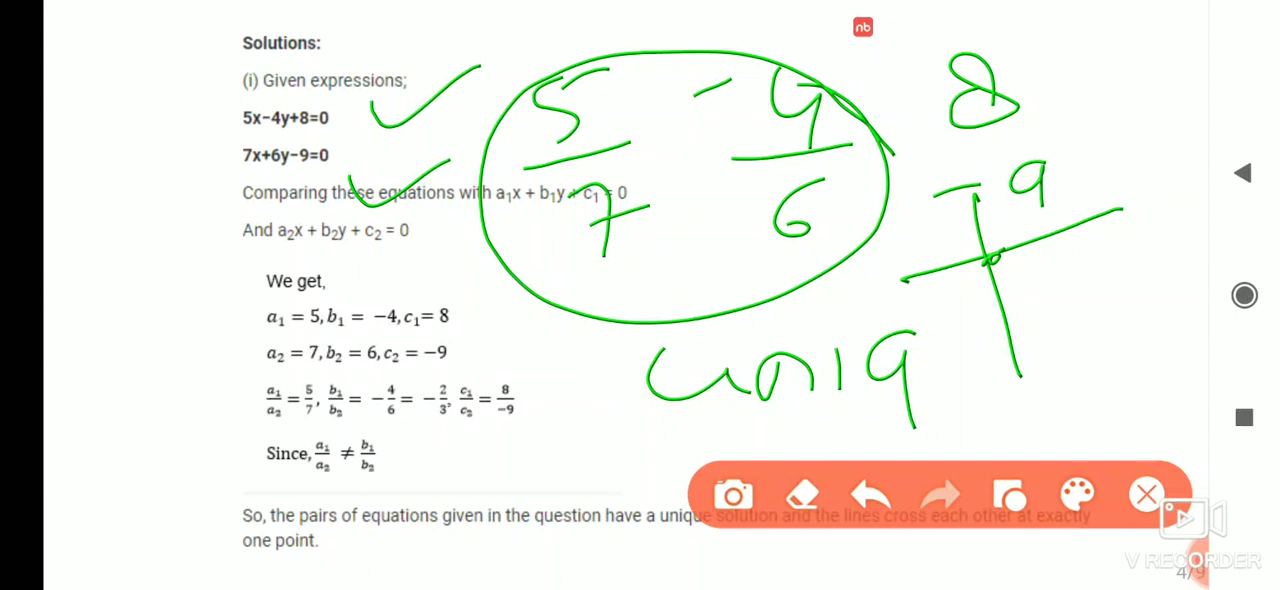 nb
Solutions:
(i) Given expressions;
5x−4y+8=0
7x+6y−9=0
Comparing these equations with a₁x + b₁y + c₁ = 0
And a₂x + b₂y + c₂ = 0
We get,
a₁ = 5, b₁ = −4, c₁= 8
a₂ = 7, b₂ = 6, c₂ = −9
a₁/a₂ = 5/7, b₁/b₂ = −4/6 = −2/3, c₁/c₂ = 8/−9
Since, a₁/a₂ ≠ b₁/b₂
So, the pairs of equations given in the question have a unique solution and the lines cross each other at exactly
one point.
5/7 −4/6 8/−9
uniq
V RECORDER
4/9